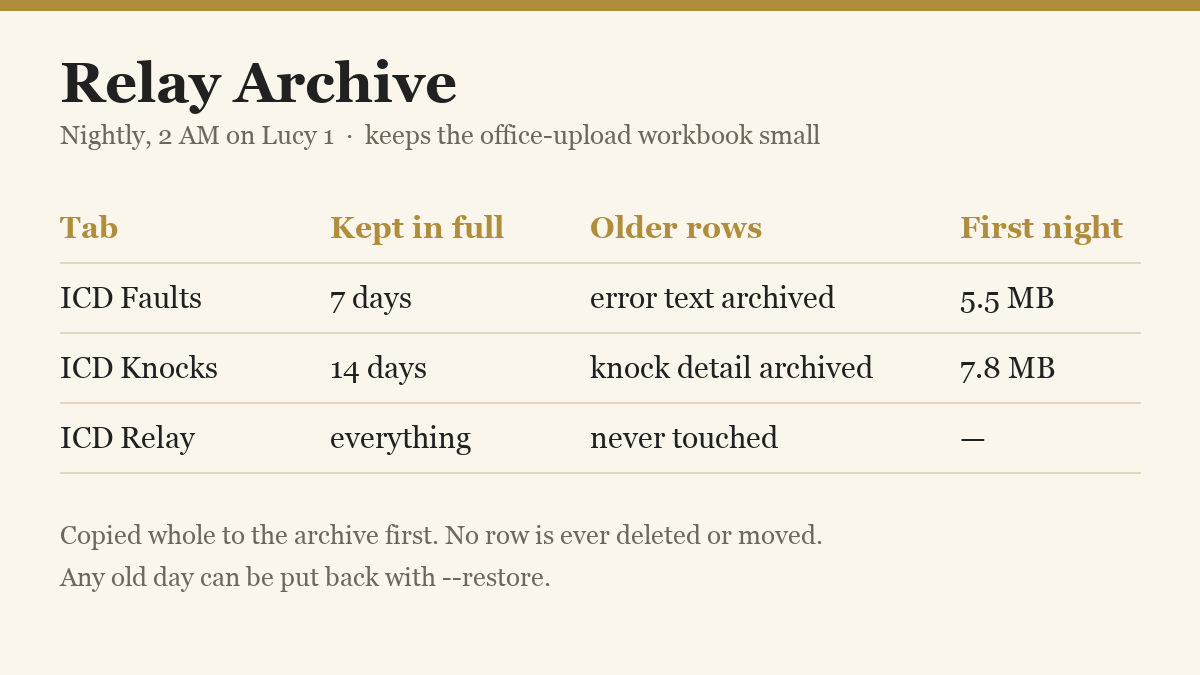 Relay Archive
Nightly, 2 AM on Lucy 1 · keeps the office-upload workbook small
Tab Kept in full Older rows First night
ICD Faults 7 days error text archived 5.5 MB
ICD Knocks 14 days knock detail archived 7.8 MB
ICD Relay everything never touched —
Copied whole to the archive first. No row is ever deleted or moved.
Any old day can be put back with --restore.